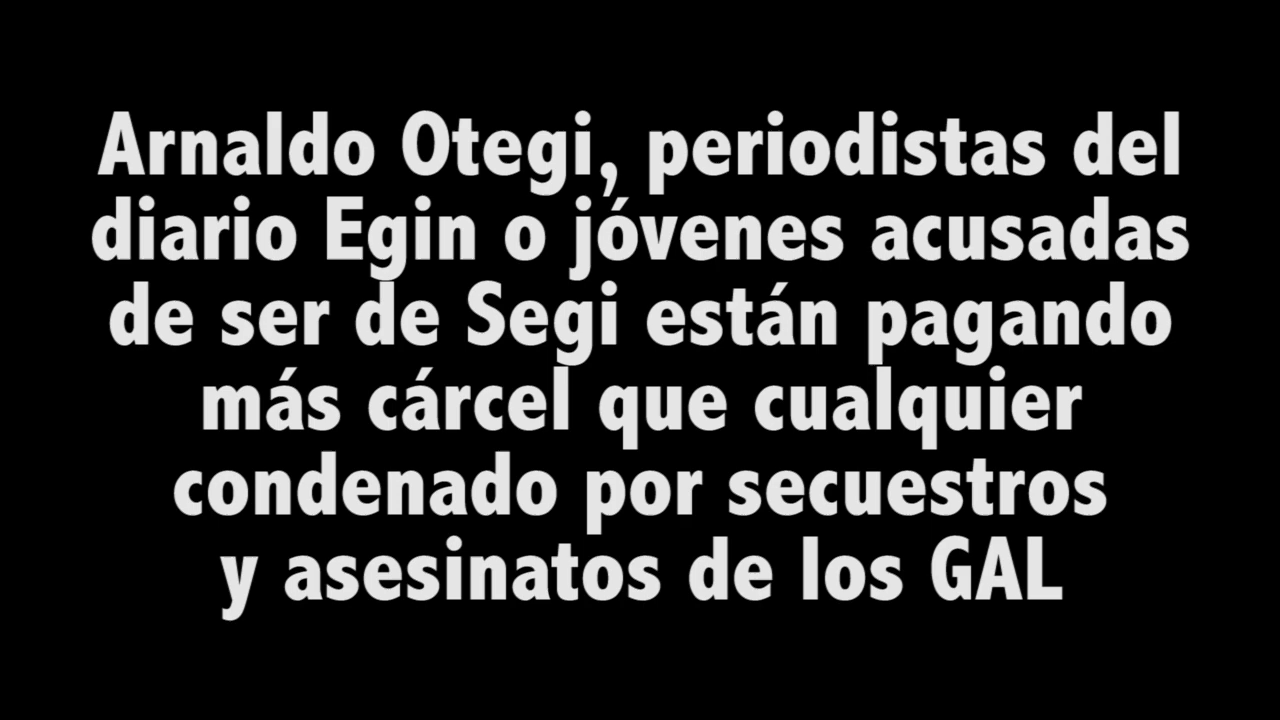 Arnaldo Otegi, periodistas del
diario Egin o jóvenes acusadas
de ser de Segi están pagando
más cárcel que cualquier
condenado por secuestros
y asesinatos de los GAL